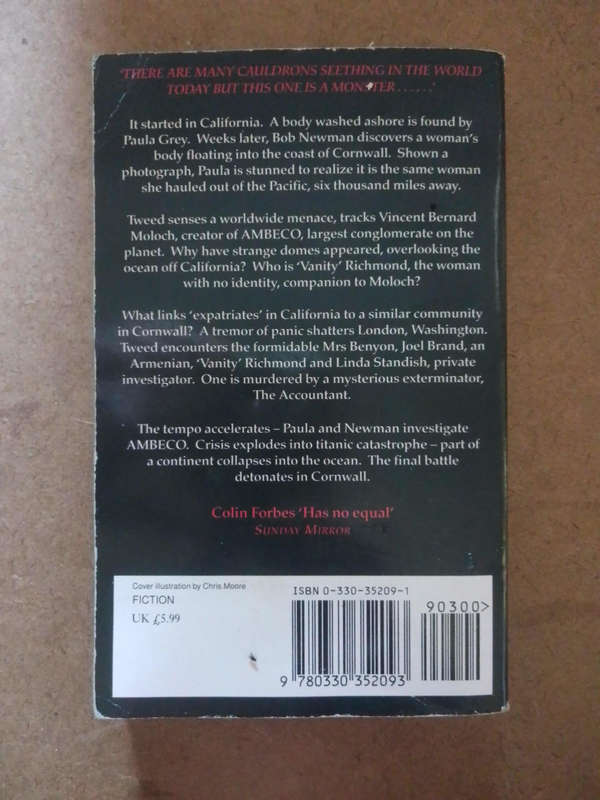 'THERE ARE MANY CAULDRONS SEETHING IN THE WORLD
TODAY BUT THIS ONE IS A MONSTER . . . . . .'
It started in California. A body washed ashore is found by
Paula Grey. Weeks later, Bob Newman discovers a woman's
body floating into the coast of Cornwall. Shown a
photograph, Paula is stunned to realize it is the same woman
she hauled out of the Pacific, six thousand miles away.
Tweed senses a worldwide menace, tracks Vincent Bernard
Moloch, creator of AMBECO, largest conglomerate on the
planet. Why have strange domes appeared, overlooking the
ocean off California? Who is 'Vanity' Richmond, the woman
with no identity, companion to Moloch?
What links 'expatriates' in California to a similar community
in Cornwall? A tremor of panic shatters London, Washington.
Tweed encounters the formidable Mrs Benyon, Joel Brand, an
Armenian, 'Vanity' Richmond and Linda Standish, private
investigator. One is murdered by a mysterious exterminator,
The Accountant.
The tempo accelerates – Paula and Newman investigate
AMBECO. Crisis explodes into titanic catastrophe – part of
a continent collapses into the ocean. The final battle
detonates in Cornwall.
Colin Forbes 'Has no equal'
SUNDAY MIRROR
Cover illustration by Chris Moore
FICTION
UK £5.99
ISBN 0-330-35209-1
90300>
9 780330 352093